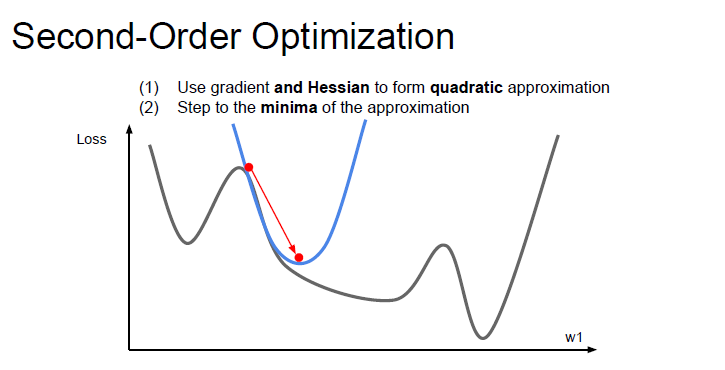 Second-Order Optimization
(1) Use gradient and Hessian to form quadratic approximation
(2) Step to the minima of the approximation
Loss
w1